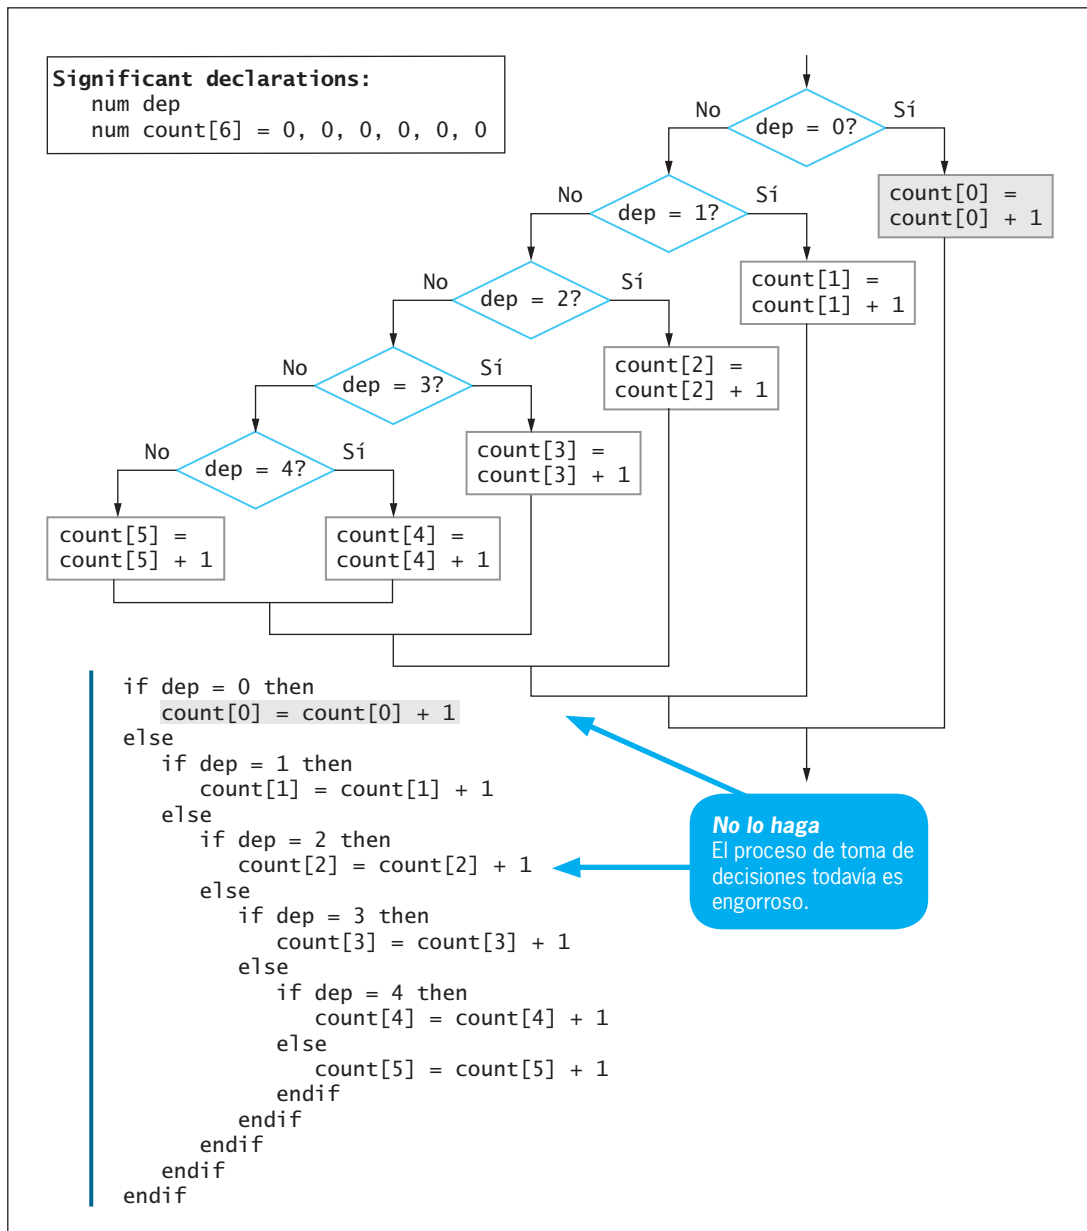 Significant declarations:
num dep
num count[6] = 0, 0, 0, 0, 0, 0
No
dep = 0?
Sí
count[0] =
count[0] + 1
No
dep = 1?
Sí
count[1] =
count[1] + 1
No
dep = 2?
Sí
count[2] =
count[2] + 1
No
dep = 3?
Sí
count[3] =
count[3] + 1
No
dep = 4?
Sí
count[5] =
count[5] + 1
count[4] =
count[4] + 1
if dep = 0 then
count[0] = count[0] + 1
else
if dep = 1 then
count[1] = count[1] + 1
else
if dep = 2 then
count[2] = count[2] + 1
else
if dep = 3 then
count[3] = count[3] + 1
else
if dep = 4 then
count[4] = count[4] + 1
else
count[5] = count[5] + 1
endif
endif
endif
endif
endif
No lo haga
El proceso de toma de
decisiones todavía es
engorroso.